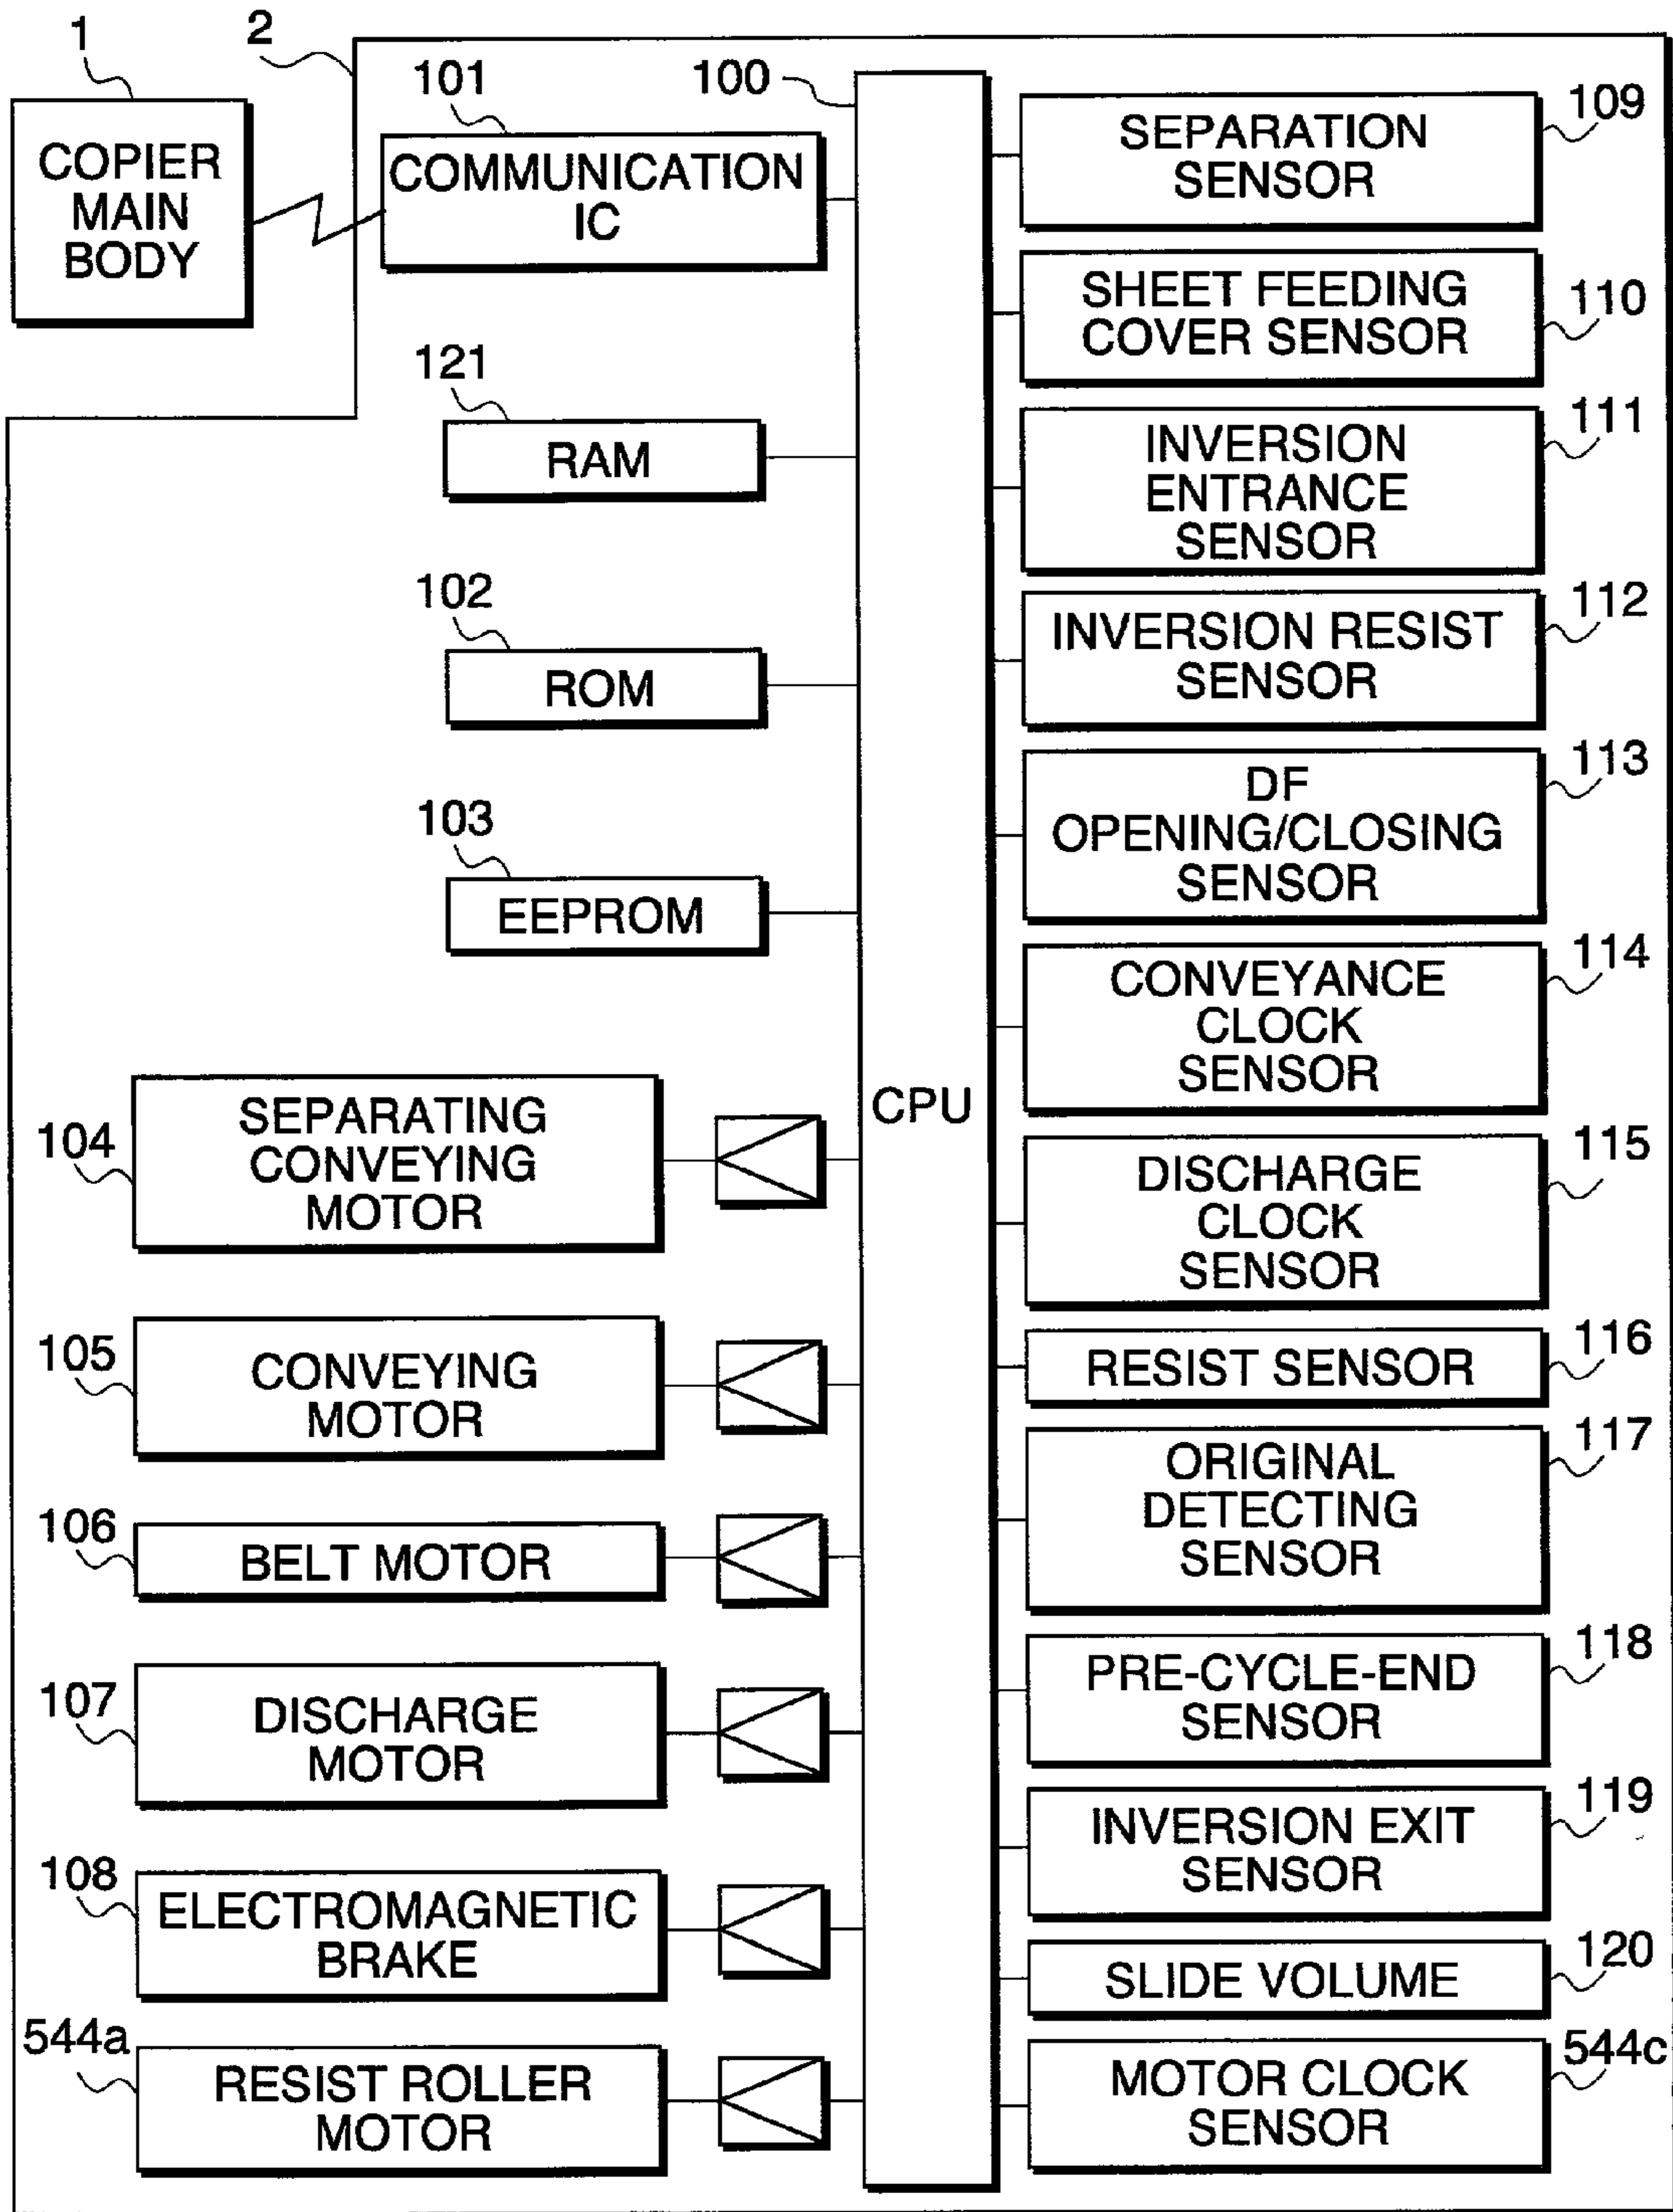 1
2
COPIER
MAIN
BODY
101
COMMUNICATION
IC
100
CPU
121
RAM
102
ROM
103
EEPROM
104
SEPARATING
CONVEYING
MOTOR
105
CONVEYING
MOTOR
106
BELT MOTOR
107
DISCHARGE
MOTOR
108
ELECTROMAGNETIC
BRAKE
544a
RESIST ROLLER
MOTOR
SEPARATION
SENSOR
109
SHEET FEEDING
COVER SENSOR
110
INVERSION
ENTRANCE
SENSOR
111
INVERSION RESIST
SENSOR
112
DF
OPENING/CLOSING
SENSOR
113
CONVEYANCE
CLOCK
SENSOR
114
DISCHARGE
CLOCK
SENSOR
115
RESIST SENSOR
116
ORIGINAL
DETECTING
SENSOR
117
PRE-CYCLE-END
SENSOR
118
INVERSION EXIT
SENSOR
119
SLIDE VOLUME
120
MOTOR CLOCK
SENSOR
544c